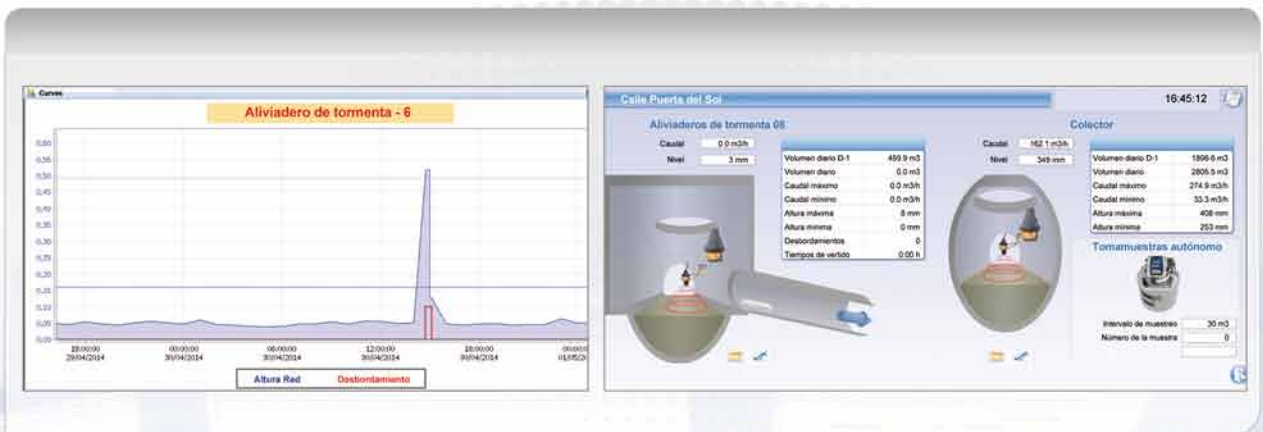 Curves
Aliviadero de tormenta - 6
0,60
0,55
0,50
0,45
0,40
0,35
0,30
0,25
0,20
0,15
0,10
0,05
0,00
18:00:00 00:00:00 06:00:00 12:00:00 18:00:00
29/04/2014 30/04/2014 30/04/2014 30/04/2014 30/04/2014
Altura Red Desbordamiento
Calle Puerta del Sol 16:45:12
Aliviaderos de tormenta 08
Caudal 0.0 m3/h
Nivel 3 mm
Volumen diario D-1 459.9 m3
Volumen diario 0.0 m3
Caudal máximo 0.0 m3/h
Caudal mínimo 0.0 m3/h
Altura máxima 8 mm
Altura mínima 0 mm
Desbordamientos 0
Tiempos de vertido 0:00 h
Colector
Caudal 162.1 m3/h
Nivel 349 mm
Volumen diario D-1 1898.6 m3
Volumen diario 2805.5 m3
Caudal máximo 274.9 m3/h
Caudal mínimo 33.3 m3/h
Altura máxima 408 mm
Altura mínima 253 mm
Tomamuestras autónomo
Intervalo de muestreo 30 m3
Número de la muestra 0